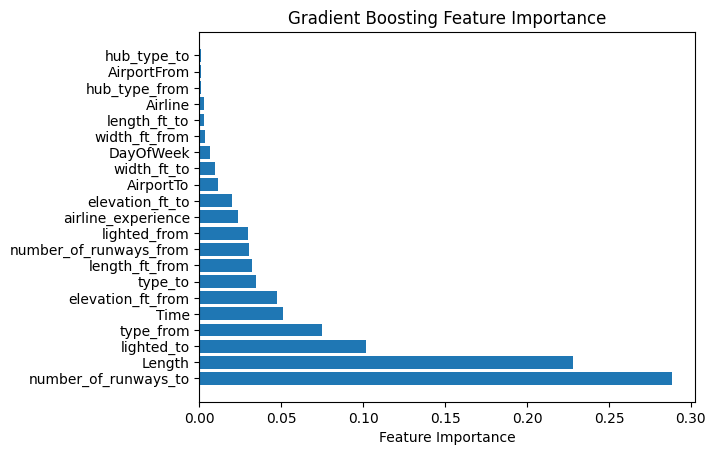 Gradient Boosting Feature Importance
hub_type_to
AirportFrom
hub_type_from
Airline
length_ft_to
width_ft_from
DayOfWeek
width_ft_to
AirportTo
elevation_ft_to
airline_experience
lighted_from
number_of_runways_from
length_ft_from
type_to
elevation_ft_from
Time
type_from
lighted_to
Length
number_of_runways_to
0.00 0.05 0.10 0.15 0.20 0.25 0.30
Feature Importance